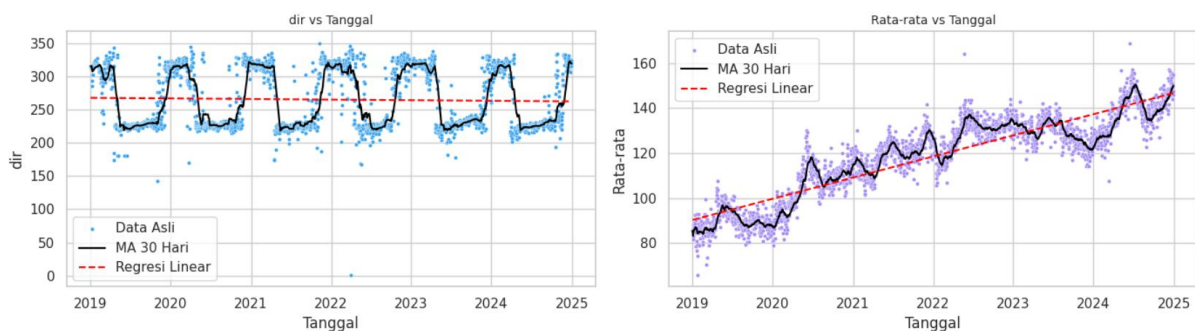 dir vs Tanggal
350
300
250
200
150
100
50
0
dir
Data Asli
MA 30 Hari
Regresi Linear
2019 2020 2021 2022 2023 2024 2025
Tanggal
Rata-rata vs Tanggal
160
140
120
100
80
Rata-rata
Data Asli
MA 30 Hari
Regresi Linear
2019 2020 2021 2022 2023 2024 2025
Tanggal